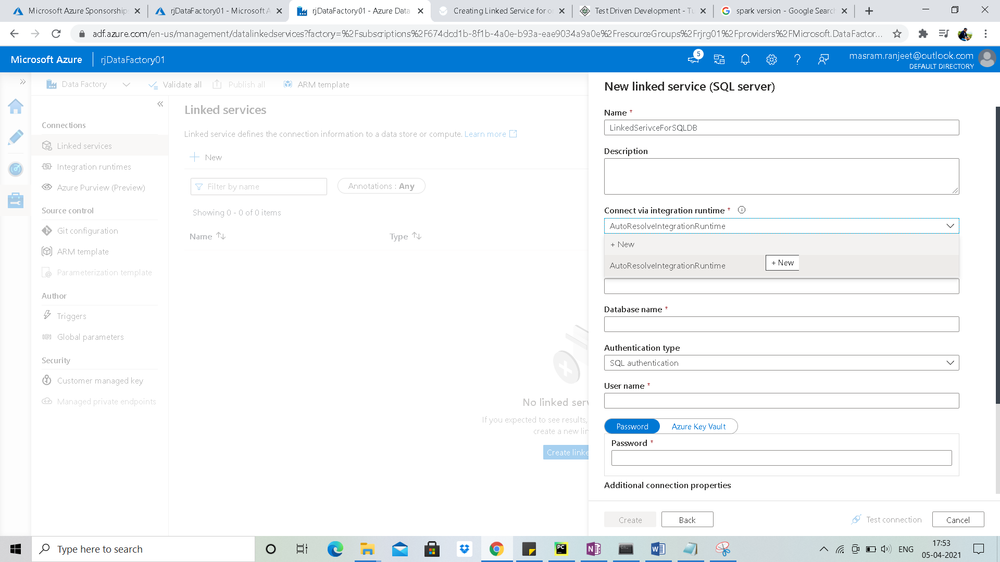 Microsoft Azure Sponsorship
rjDataFactory01 - Microsoft A
rjDataFactory01 - Azure Data
Creating Linked Service for o
Test Driven Development - Tu
spark version - Google Search
adf.azure.com/en-us/management/datalinkedservices?factory=%2Fsubscriptions%2F674dcd1b-8f1b-4a0e-b93a-eae9034a9a0e%2FresourceGroups%2Frjrg01%2Fproviders%2FMicrosoft.DataFactor...
Microsoft Azure
rjDataFactory01
5
masram.ranjeet@outlook.com
DEFAULT DIRECTORY
Data Factory
Validate all
Publish all
ARM template
Connections
Linked services
Integration runtimes
Azure Purview (Preview)
Source control
Git configuration
ARM template
Parameterization template
Author
Triggers
Global parameters
Security
Customer managed key
Managed private endpoints
Linked services
Linked service defines the connection information to a data store or compute. Learn more
New
Filter by name
Annotations : Any
Showing 0 - 0 of 0 items
Name
Type
No linked serv
If you expected to see results,
create a new lin
Create linke
New linked service (SQL server)
Name *
LinkedSerivceForSQLDB
Description
Connect via integration runtime *
AutoResolveIntegrationRuntime
+ New
AutoResolveIntegrationRuntime
+ New
Database name *
Authentication type
SQL authentication
User name *
Password
Azure Key Vault
Password *
Additional connection properties
Create
Back
Test connection
Cancel
Type here to search
ENG
17:53
05-04-2021